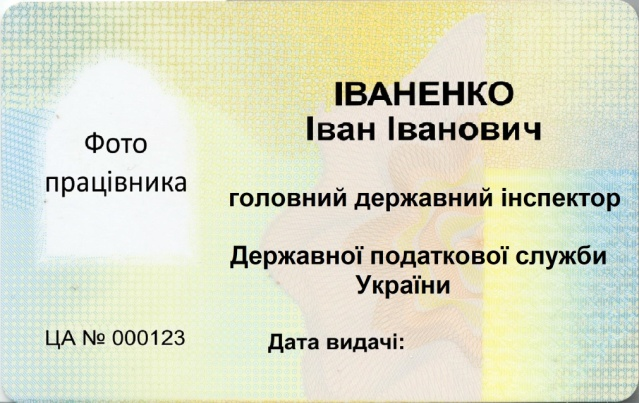 ІВАНЕНКО
Іван Іванович
Фото
працівника
головний державний інспектор
Державної податкової служби
України
ЦА № 000123
Дата видачі: